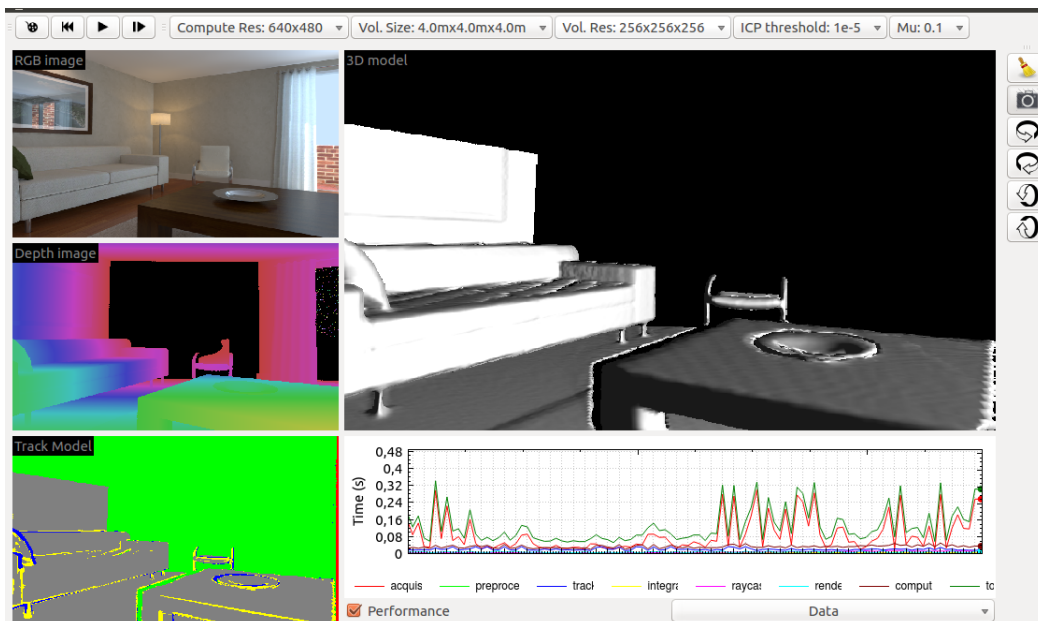 Compute Res: 640x480 Vol. Size: 4.0mx4.0mx4.0m Vol. Res: 256x256x256 ICP threshold: 1e-5 Mu: 0.1
RGB image
3D model
Depth image
Track Model
0,48
0,4
0,32
0,24
0,16
0,08
0
Time (s)
acquis preproce track integra raycas rende comput to
Performance
Data